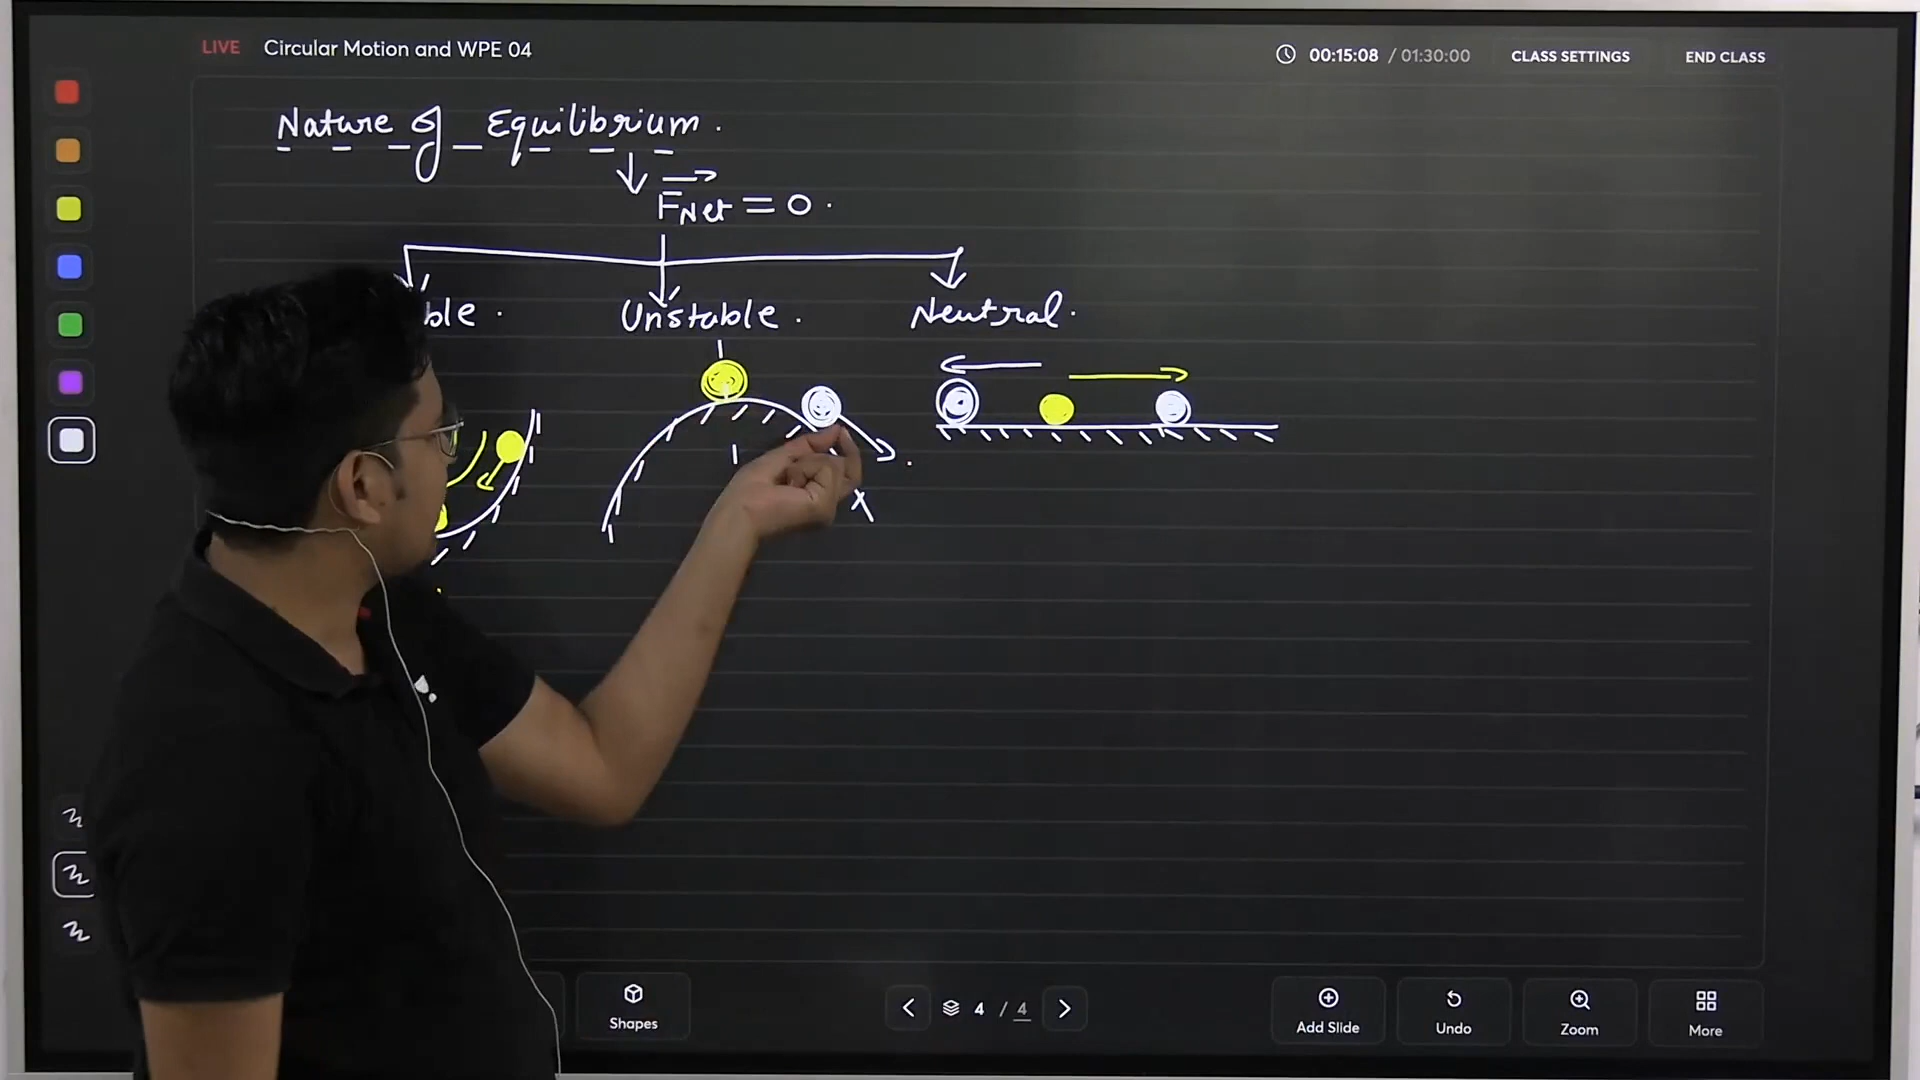 LIVE Circular Motion and WPE 04
00:15:08 / 01:30:00 CLASS SETTINGS END CLASS
Nature of Equilibrium.
F Net = 0.
ble. Unstable. Neutral.
Shapes
4 / 4
Add Slide Undo Zoom More